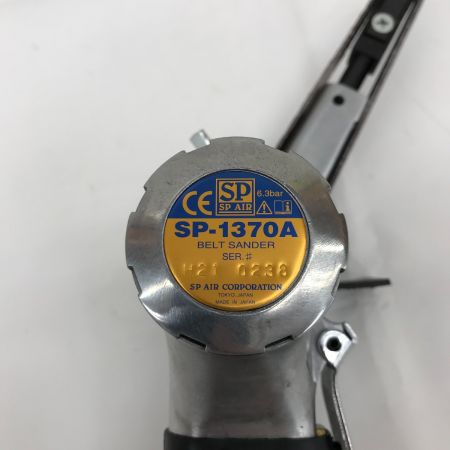 CE SP 6.3bar
SP AIR
SP-1370A
BELT SANDER
SER.#
H21 0238
SP AIR CORPORATION
TOKYO JAPAN
MADE IN JAPAN